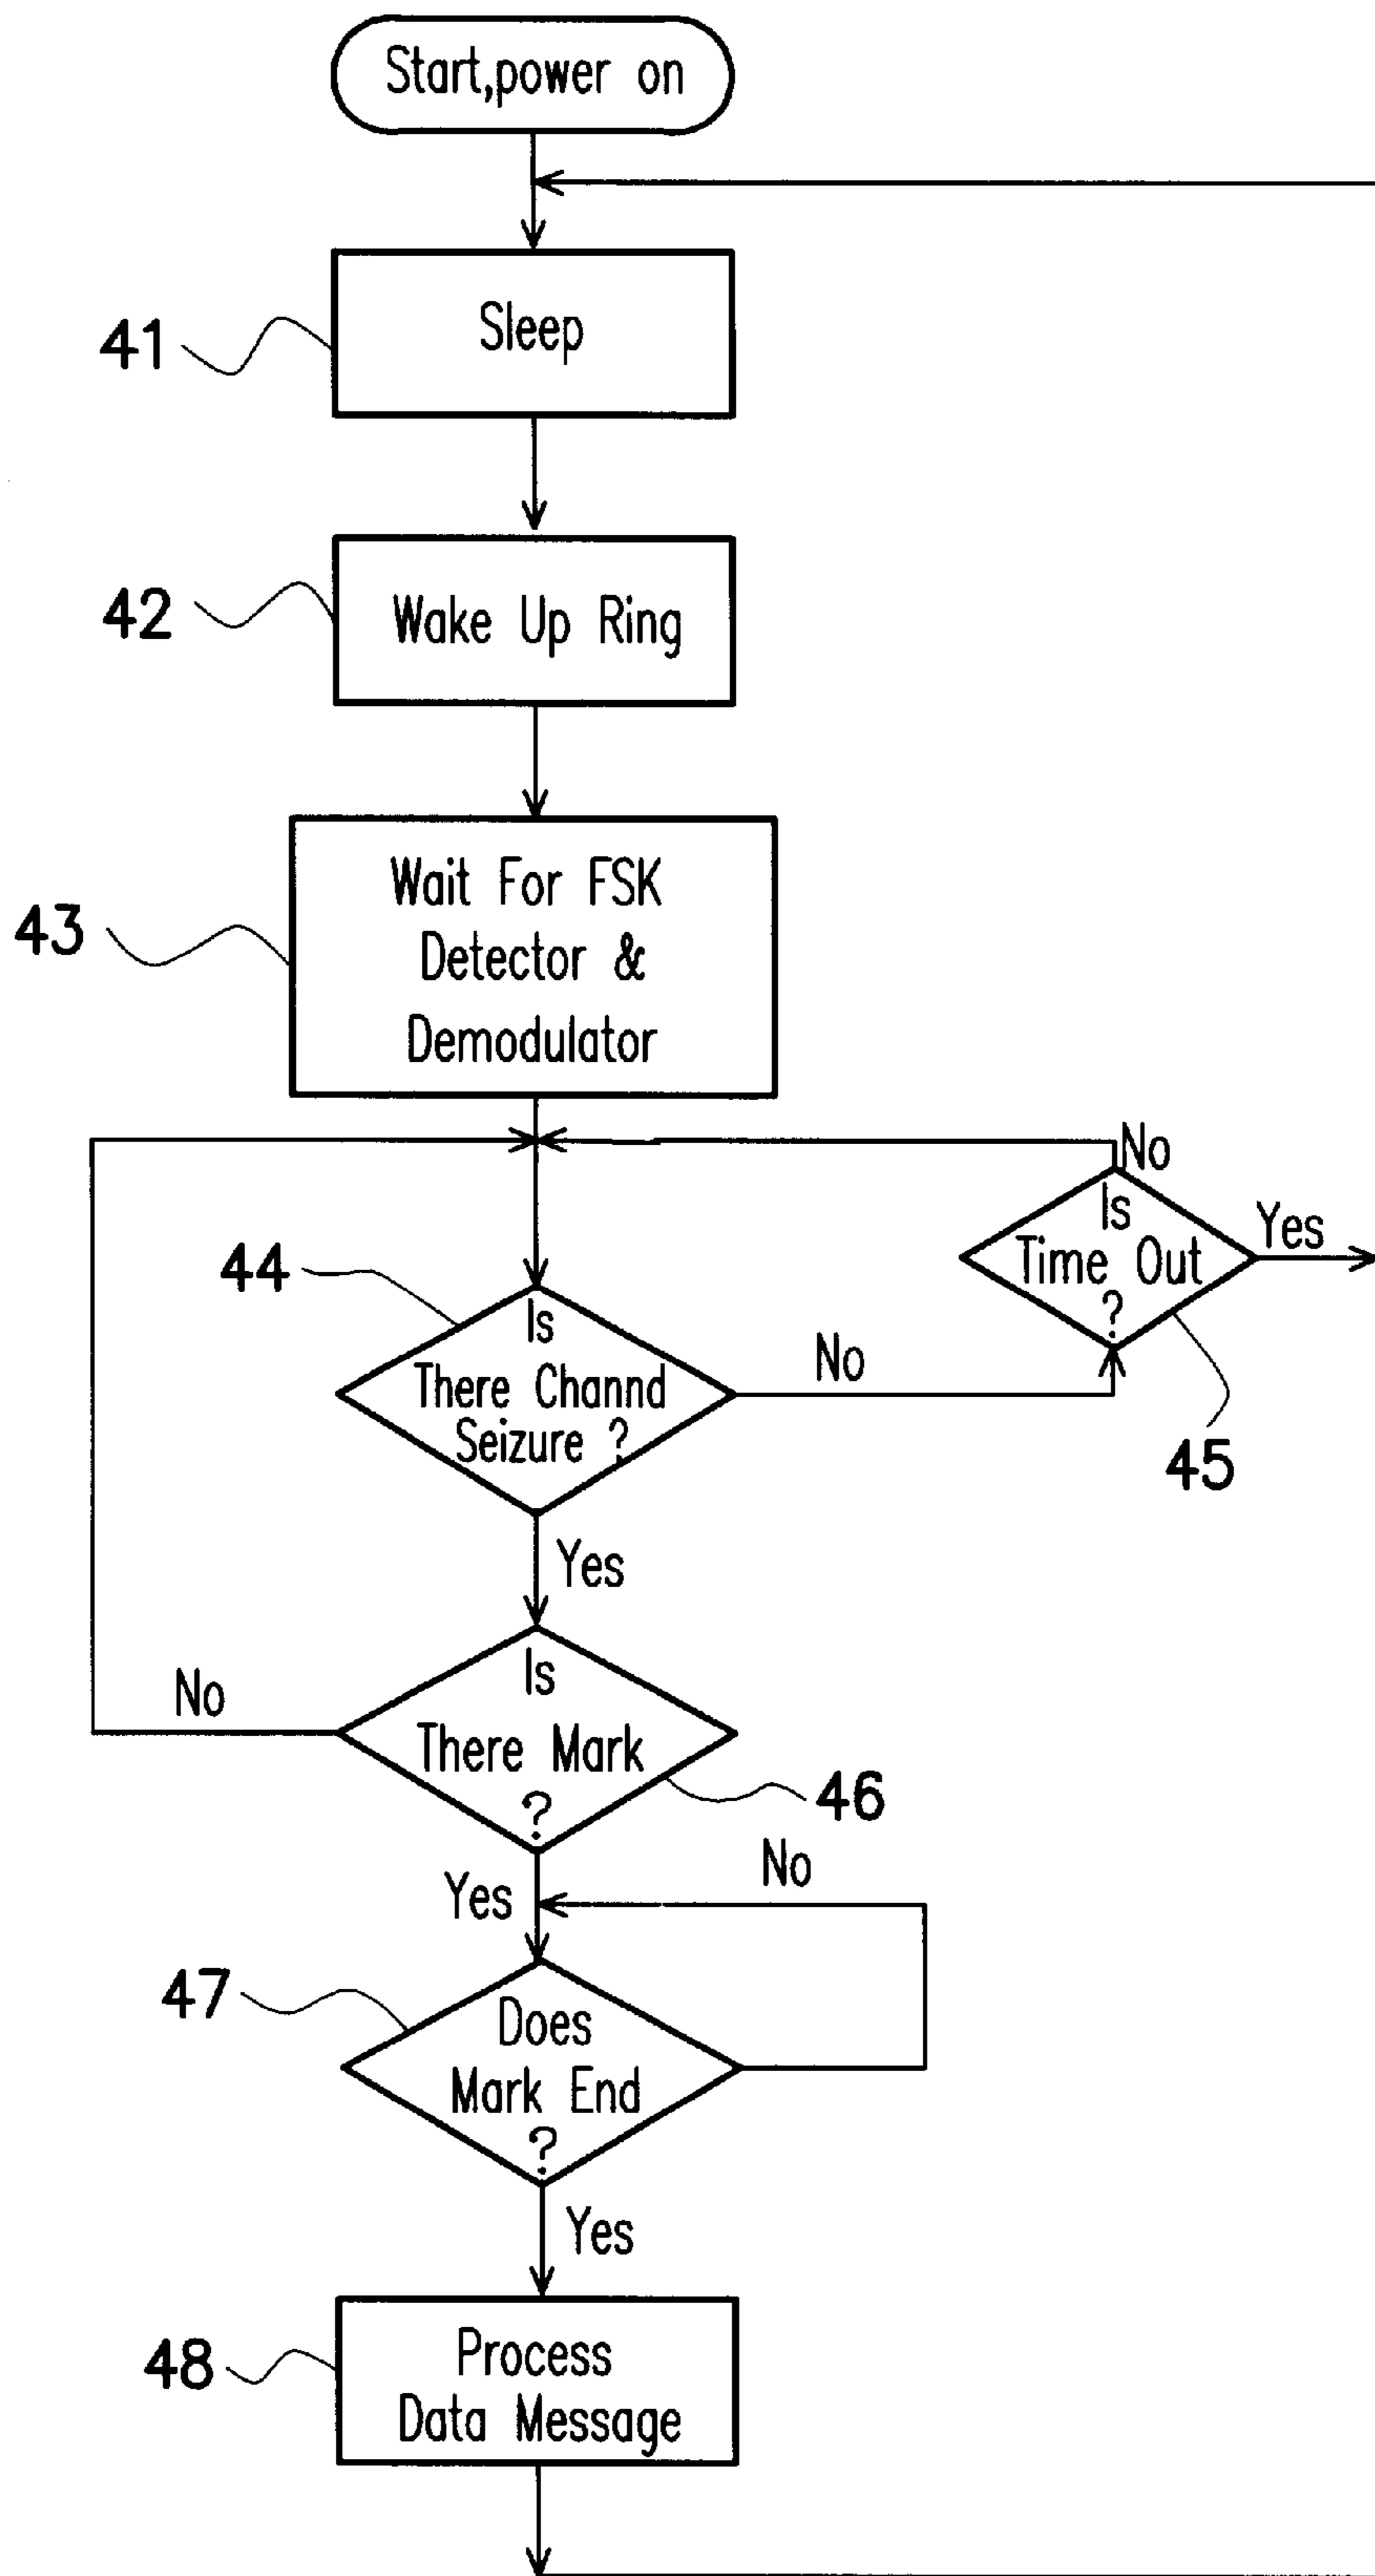 Start,power on
Sleep
41
Wake Up Ring
42
Wait For FSK
Detector &
Demodulator
43
No
Is
Time Out
?
Yes
45
44
Is
There Channd
Seizure ?
No
Yes
Is
There Mark
?
No
46
Yes
No
47
Does
Mark End
?
Yes
48
Process
Data Message